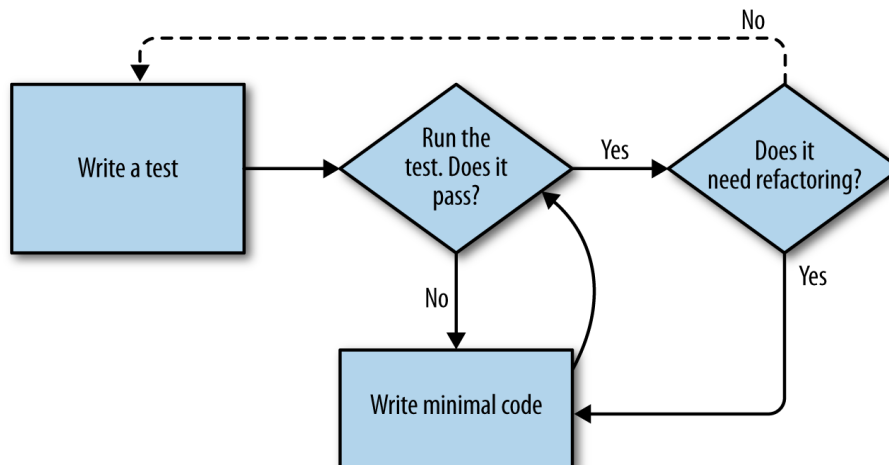 No
Write a test
Run the
test. Does it
pass?
Yes
Does it
need refactoring?
No
Yes
Write minimal code